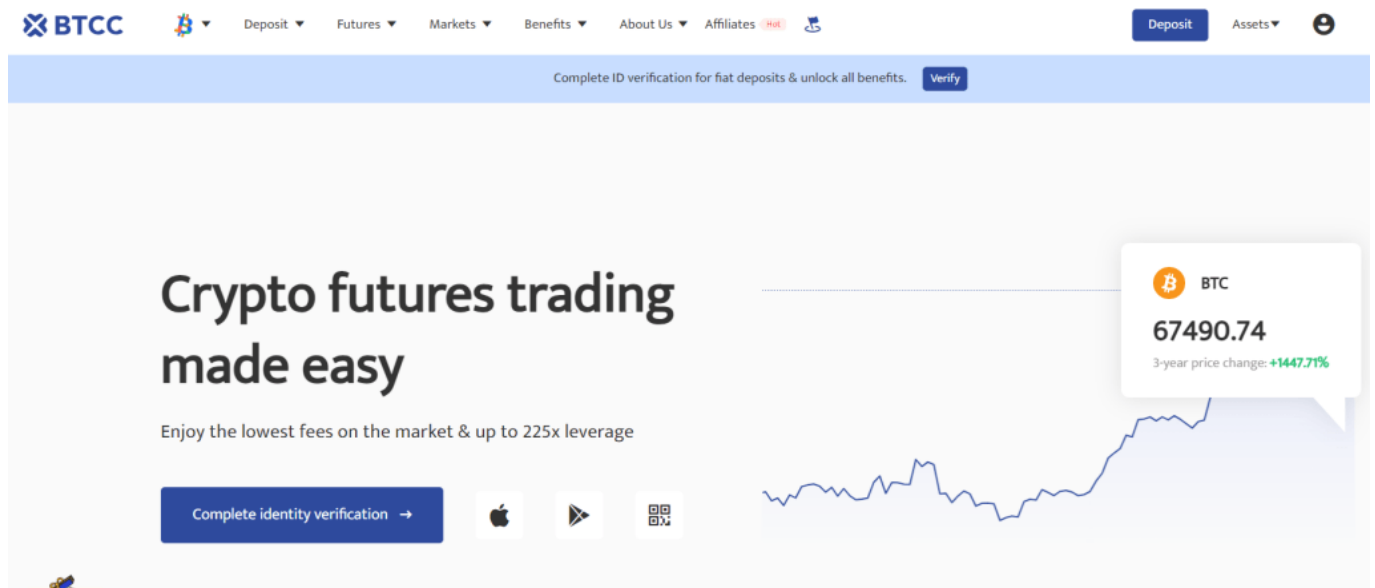 BTCC
Deposit
Futures
Markets
Benefits
About Us
Affiliates Hot
Deposit
Assets
Complete ID verification for fiat deposits & unlock all benefits. Verify
Crypto futures trading
made easy
Enjoy the lowest fees on the market & up to 225x leverage
Complete identity verification →
BTC
67490.74
3-year price change: +1447.71%